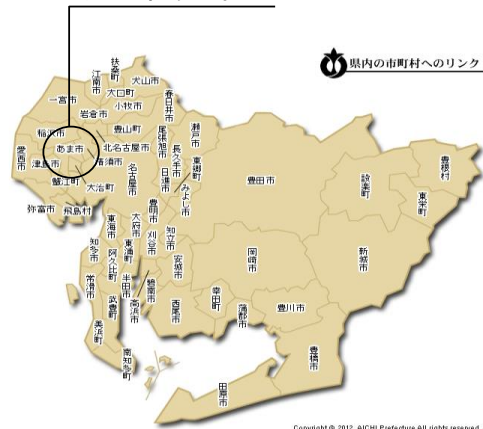 県内の市町村へのリンク
扶桑町
犬山市
江南市
大口町
一宮市
小牧市
岩倉市
春日井市
稲沢市
豊山町
瀬戸市
あま市
北名古屋市
尾張旭市
長久手市
愛西市
津島市
清須市
東郷町
豊根村
蟹江町
大治町
名古屋市
日進市
みよし市
豊田市
設楽町
東栄町
弥富市
飛島村
豊明市
東海市
大府市
刈谷市
知立市
知多市
阿久比町
東浦町
安城市
岡崎市
新城市
常滑市
半田市
高浜市
碧南市
武豊町
西尾市
幸田町
蒲郡市
豊川市
美浜町
南知多町
豊橋市
田原市
Copyright © 2012, AICHI Prefecture.All rights reserved.